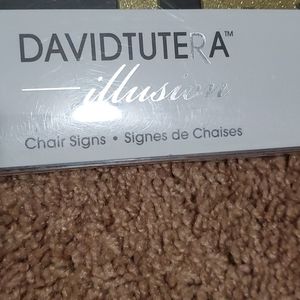 DAVIDTUTERA™
illusion
Chair Signs • Signes de Chaises